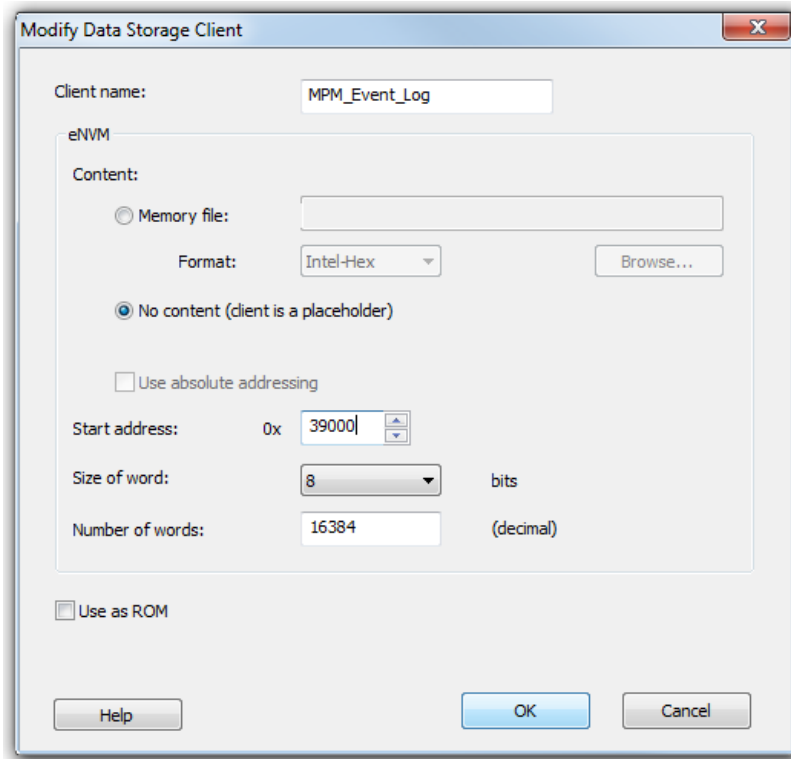 Modify Data Storage Client
X
Client name:
MPM_Event_Log
eNVM
Content:
Memory file:
Format:
Intel-Hex
Browse...
No content (client is a placeholder)
Use absolute addressing
Start address:
0x
39000
Size of word:
8
bits
Number of words:
16384
(decimal)
Use as ROM
Help
OK
Cancel